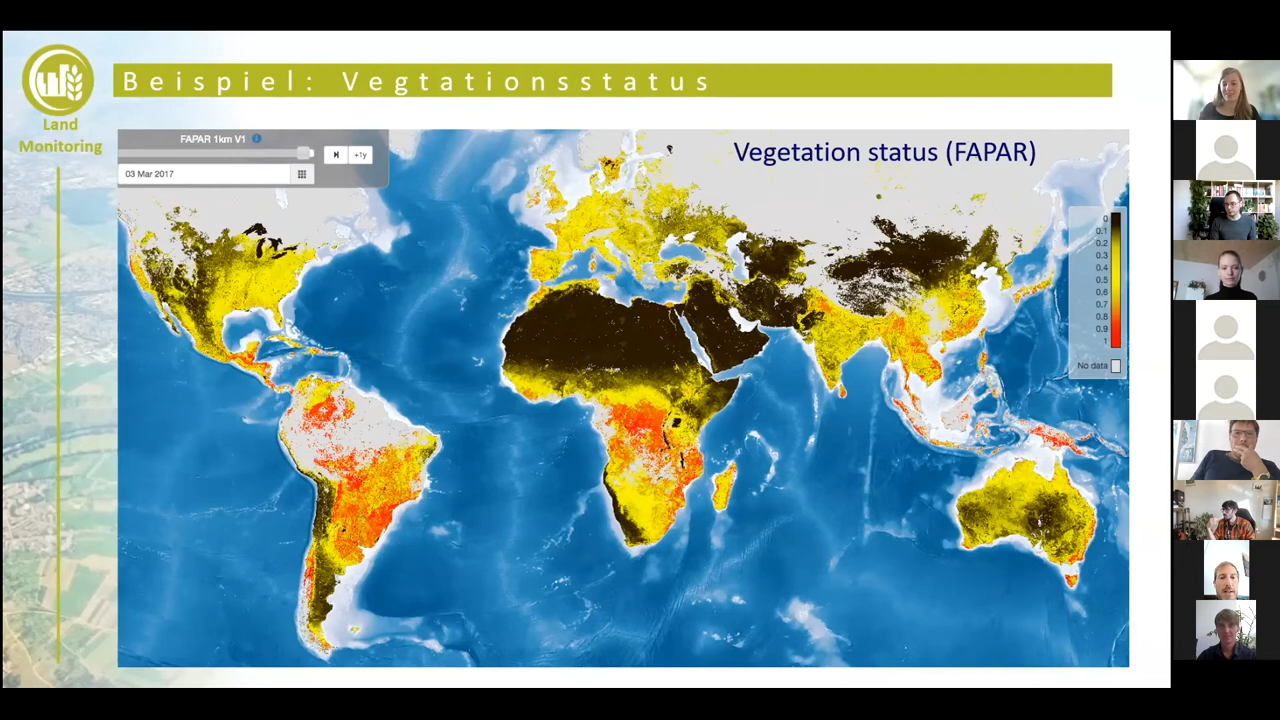 Beispiel: Vegtationsstatus
Land
Monitoring
FAPAR 1km V1
+1y
03 Mar 2017
Vegetation status (FAPAR)
0
0.1
0.2
0.3
0.4
0.5
0.6
0.7
0.8
0.9
1
No data